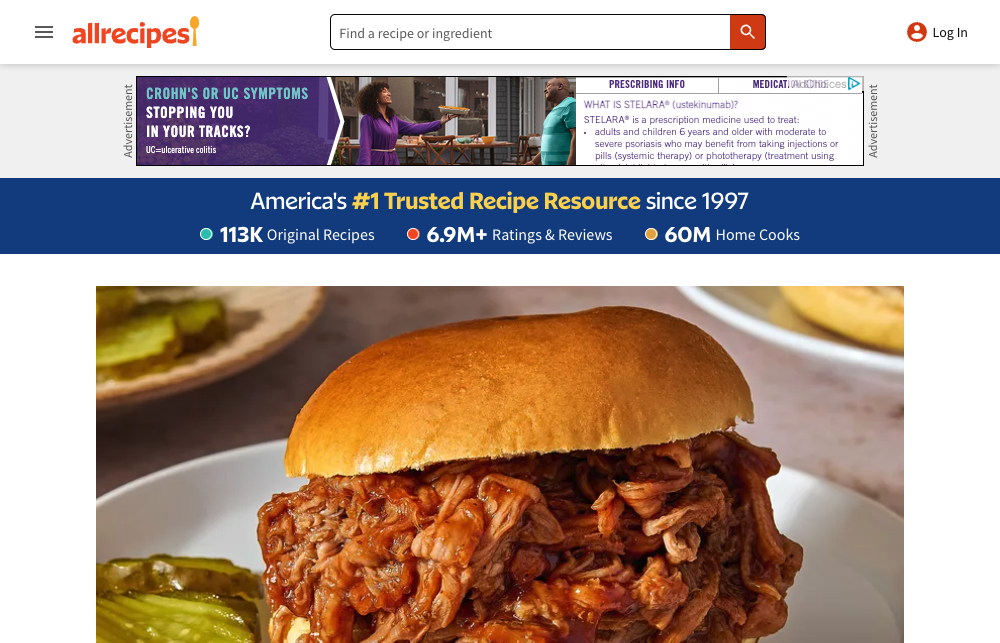 allrecipes
Find a recipe or ingredient
Log In
Advertisement
CROHN'S OR UC SYMPTOMS
STOPPING YOU
IN YOUR TRACKS?
UC=ulcerative colitis
PRESCRIBING INFO
WHAT IS STELARA® (ustekinumab)?
STELARA® is a prescription medicine used to treat:
• adults and children 6 years and older with moderate to
severe psoriasis who may benefit from taking injections or
pills (systemic therapy) or phototherapy (treatment using
Advertisement
America's #1 Trusted Recipe Resource since 1997
113K Original Recipes
6.9M+ Ratings & Reviews
60M Home Cooks